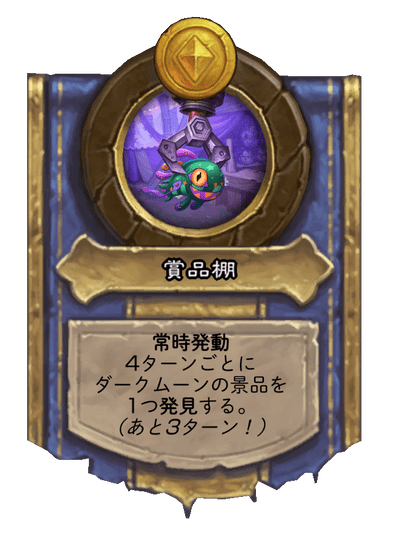 賞品棚
常時発動
4ターンごとに
ダークムーンの景品を
1つ発見する。
(あと3ターン！)